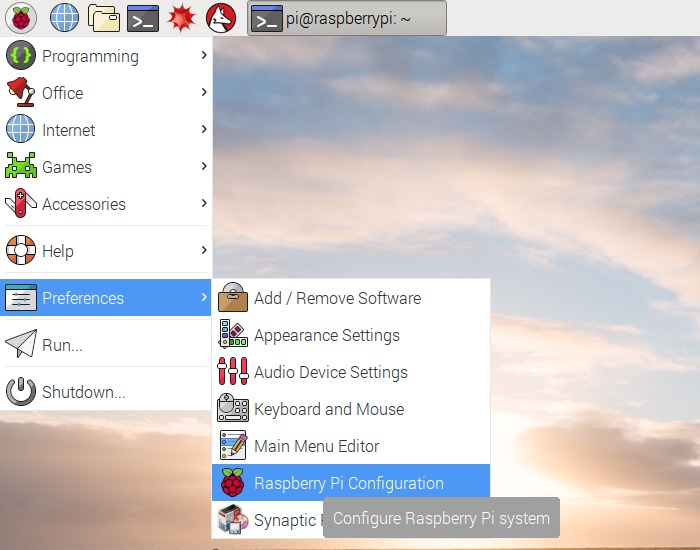 pi@raspberrypi: ~
Programming
Office
Internet
Games
Accessories
Help
Preferences
Run...
Shutdown...
Add / Remove Software
Appearance Settings
Audio Device Settings
Keyboard and Mouse
Main Menu Editor
Raspberry Pi Configuration
Synaptic
Configure Raspberry Pi system